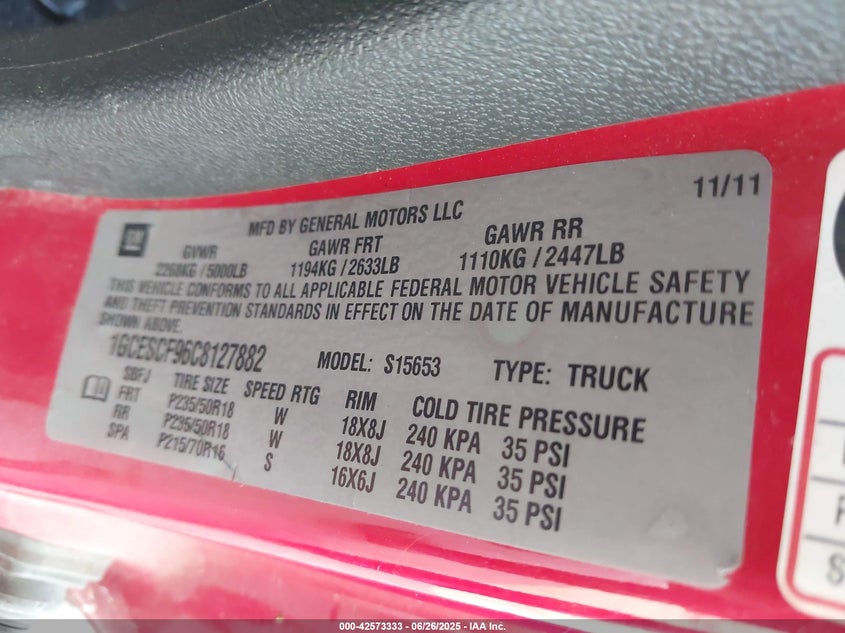 11/11
MFD BY GENERAL MOTORS LLC
GM
GVWR GAWR FRT GAWR RR
2268KG / 5000LB 1194KG / 2633LB 1110KG / 2447LB
THIS VEHICLE CONFORMS TO ALL APPLICABLE FEDERAL MOTOR VEHICLE SAFETY
AND THEFT PREVENTION STANDARDS IN EFFECT ON THE DATE OF MANUFACTURE
SHOWN ABOVE.
1GCESCF96C8127882 MODEL: S15653 TYPE: TRUCK
SBFJ TIRE SIZE SPEED RTG RIM COLD TIRE PRESSURE
FRT P235/50R18 W 18X8J 240 KPA 35 PSI
RR P235/50R18 W 18X8J 240 KPA 35 PSI
SPA P215/70R16 S 16X6J 240 KPA 35 PSI
F
S
000-42573333 - 06/26/2025 - IAA Inc.